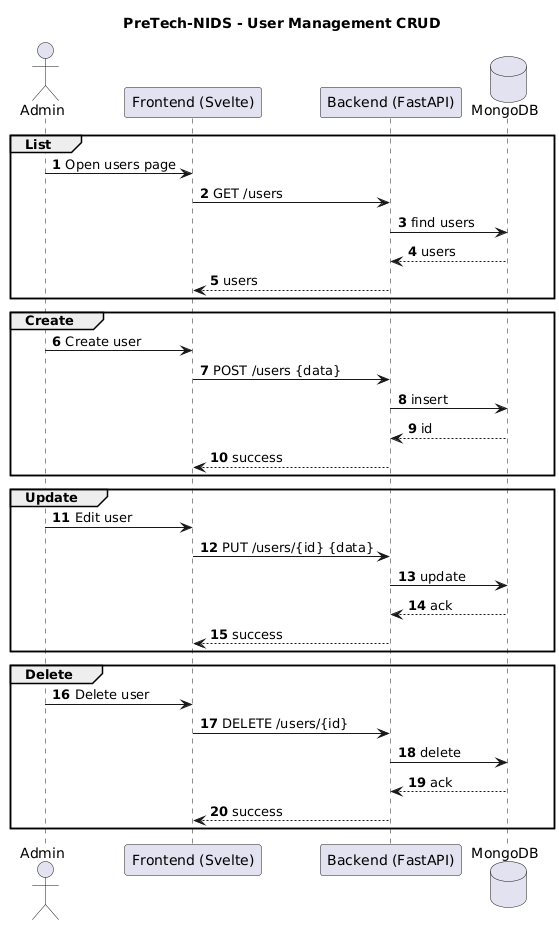 PreTech-NIDS - User Management CRUD
Admin
Frontend (Svelte)
Backend (FastAPI)
MongoDB
List
1 Open users page
2 GET /users
3 find users
4 users
5 users
Create
6 Create user
7 POST /users {data}
8 insert
9 id
10 success
Update
11 Edit user
12 PUT /users/{id} {data}
13 update
14 ack
15 success
Delete
16 Delete user
17 DELETE /users/{id}
18 delete
19 ack
20 success
Admin
Frontend (Svelte)
Backend (FastAPI)
MongoDB